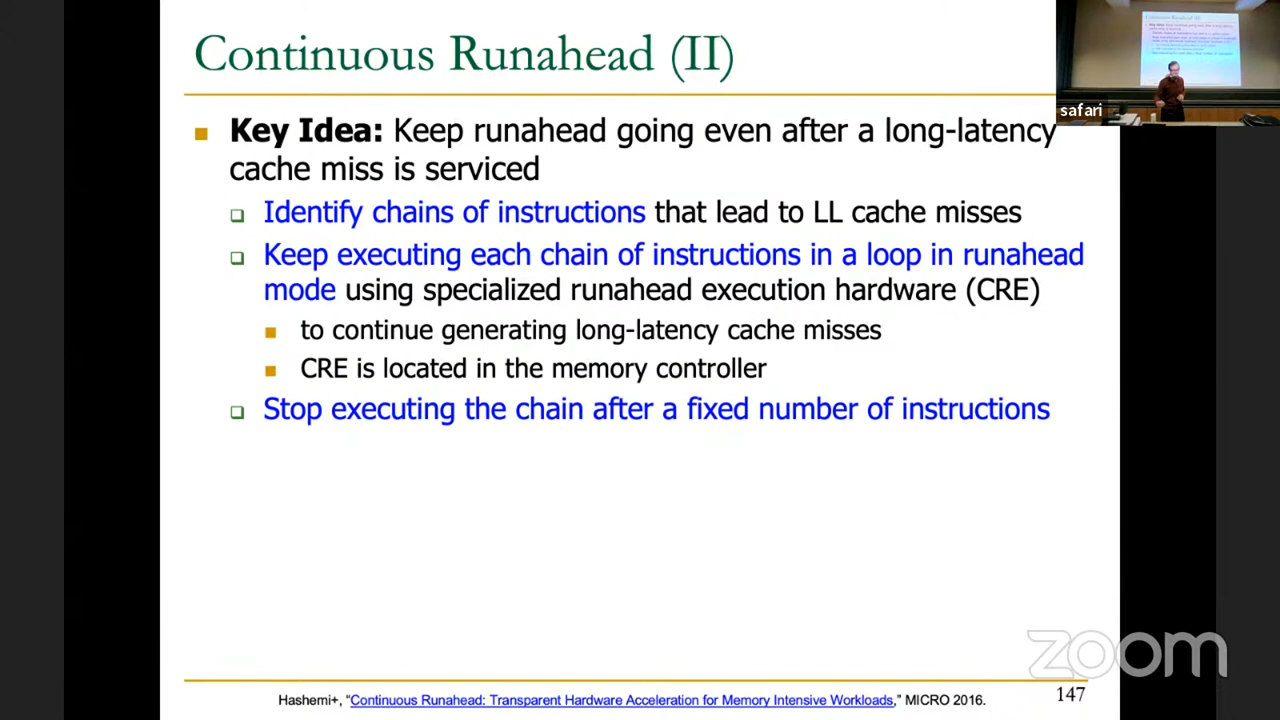 Continuous Runahead (II)
safari
Key Idea: Keep runahead going even after a long-latency
cache miss is serviced
Identify chains of instructions that lead to LL cache misses
Keep executing each chain of instructions in a loop in runahead
mode using specialized runahead execution hardware (CRE)
to continue generating long-latency cache misses
CRE is located in the memory controller
Stop executing the chain after a fixed number of instructions
zoom
Hashemi+, “Continuous Runahead: Transparent Hardware Acceleration for Memory Intensive Workloads,” MICRO 2016.
147